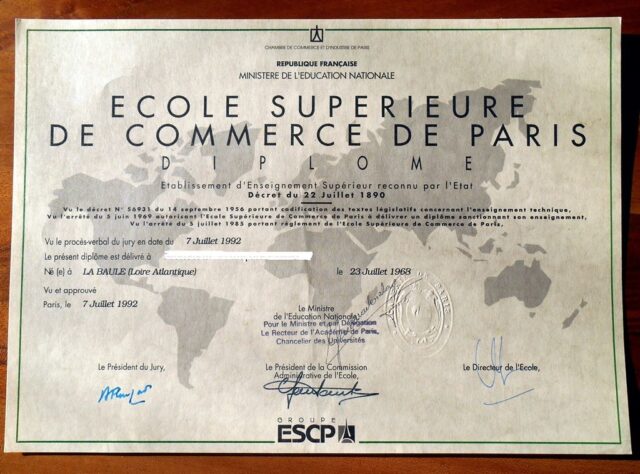 CHAMBRE DE COMMERCE ET D'INDUSTRIE DE PARIS
REPUBLIQUE FRANÇAISE
MINISTERE DE L'EDUCATION NATIONALE
ECOLE SUPERIEURE
DE COMMERCE DE PARIS
DIPLOME
Etablissement d'Enseignement Supérieur reconnu par l'Etat
Décret du 22 Juillet 1890
Vu le décret N° 56931 du 14 septembre 1956 portant codification des textes législatifs concernant l'enseignement technique,
Vu l'arrêté du 5 juin 1969 autorisant l'Ecole Supérieure de Commerce de Paris à délivrer un diplôme sanctionnant son enseignement,
Vu l'arrêté du 5 juillet 1985 portant règlement de l'Ecole Supérieure de Commerce de Paris,
Vu le procès-verbal du jury en date du 7 Juillet 1992
Le présent diplôme est délivré à
Né (e) à LA BAULE (Loire Atlantique) le 23 Juillet 1968
Vu et approuvé
Paris, le 7 Juillet 1992
Le Ministre
de l'Education Nationale
Pour le Ministre et par Délégation
Le Recteur de l'Académie de Paris,
Chancelier des Universités
Le Président du Jury,
Le Président de la Commission
Administrative de l'Ecole,
Le Directeur de l'Ecole,
GROUPE
ESCP